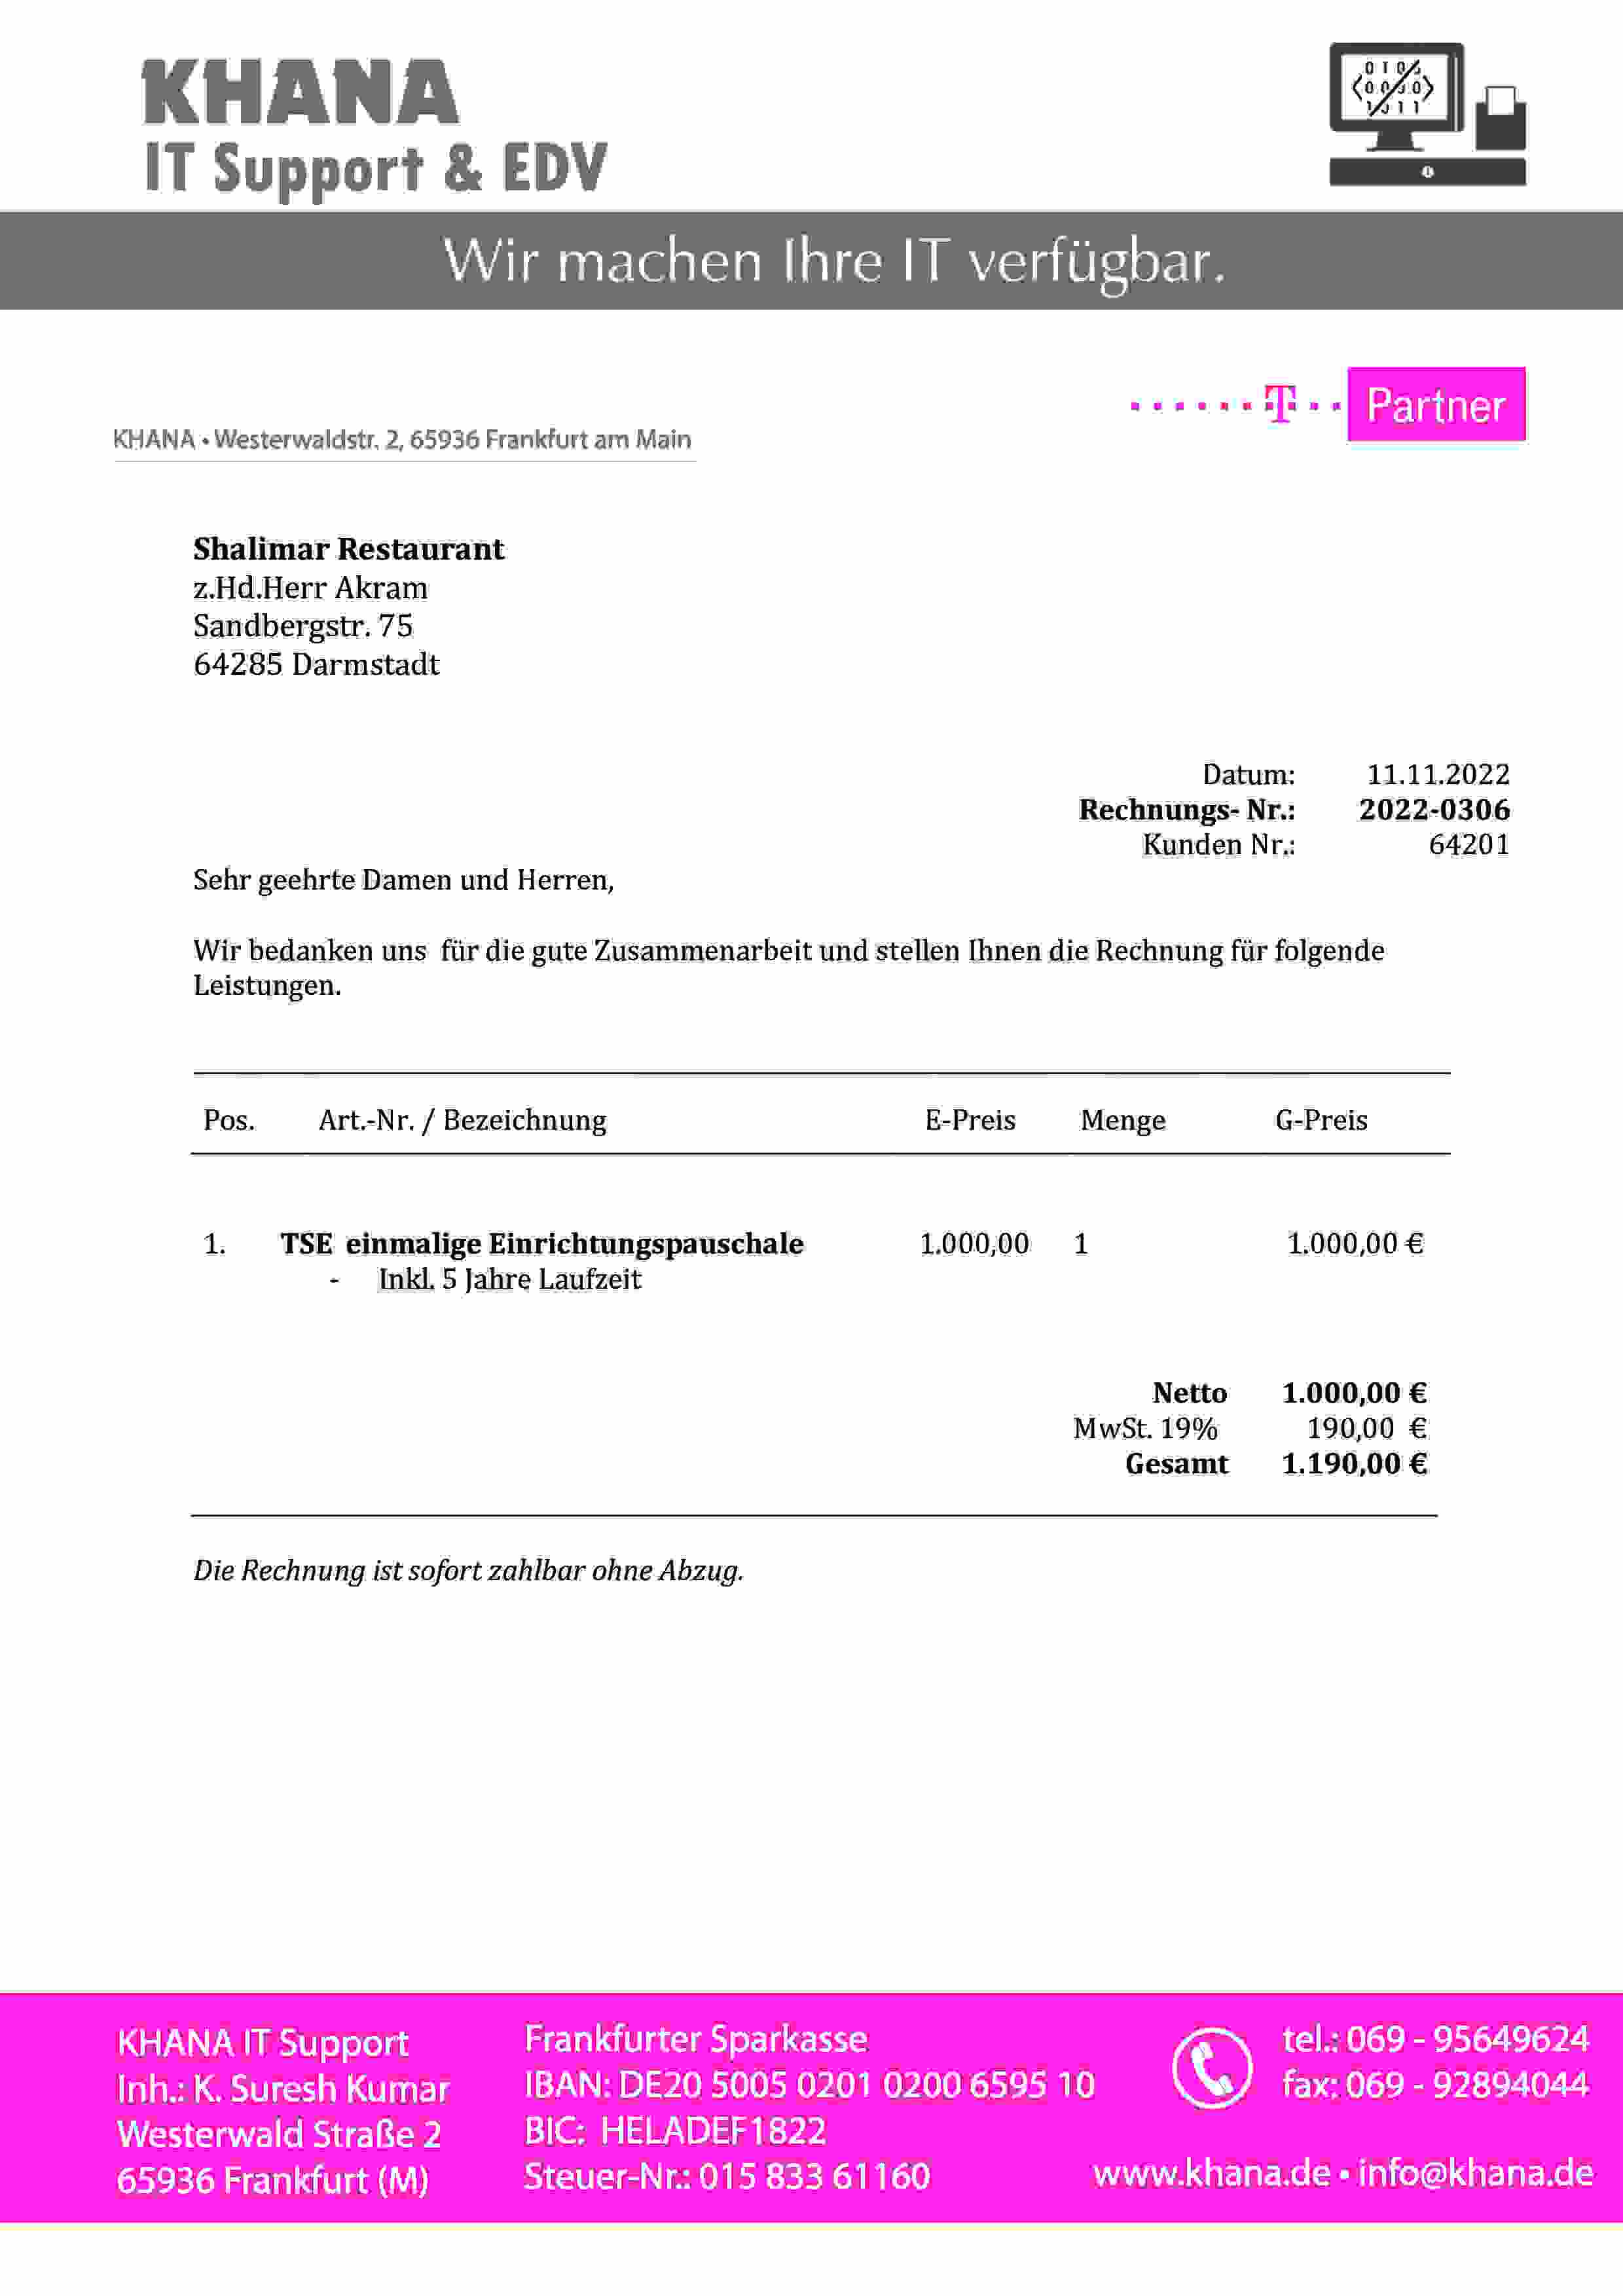 KHANA
IT Support & EDV
Wir machen Ihre IT verfügbar.
T Partner
KHANA • Westerwaldstr. 2, 65936 Frankfurt am Main
Shalimar Restaurant
z.Hd.Herr Akram
Sandbergstr. 75
64285 Darmstadt
Datum: 11.11.2022
Rechnungs- Nr.: 2022-0306
Kunden Nr.: 64201
Sehr geehrte Damen und Herren,
Wir bedanken uns für die gute Zusammenarbeit und stellen Ihnen die Rechnung für folgende
Leistungen.
Pos. Art.-Nr. / Bezeichnung E-Preis Menge G-Preis
1. TSE einmalige Einrichtungspauschale 1.000,00 1 1.000,00 €
- Inkl. 5 Jahre Laufzeit
Netto 1.000,00 €
MwSt. 19% 190,00 €
Gesamt 1.190,00 €
Die Rechnung ist sofort zahlbar ohne Abzug.
KHANA IT Support
Inh.: K. Suresh Kumar
Westerwald Straße 2
65936 Frankfurt (M)
Frankfurter Sparkasse
IBAN: DE20 5005 0201 0200 6595 10
BIC: HELADEF1822
Steuer-Nr.: 015 833 61160
tel.: 069 - 95649624
fax: 069 - 92894044
www.khana.de • info@khana.de